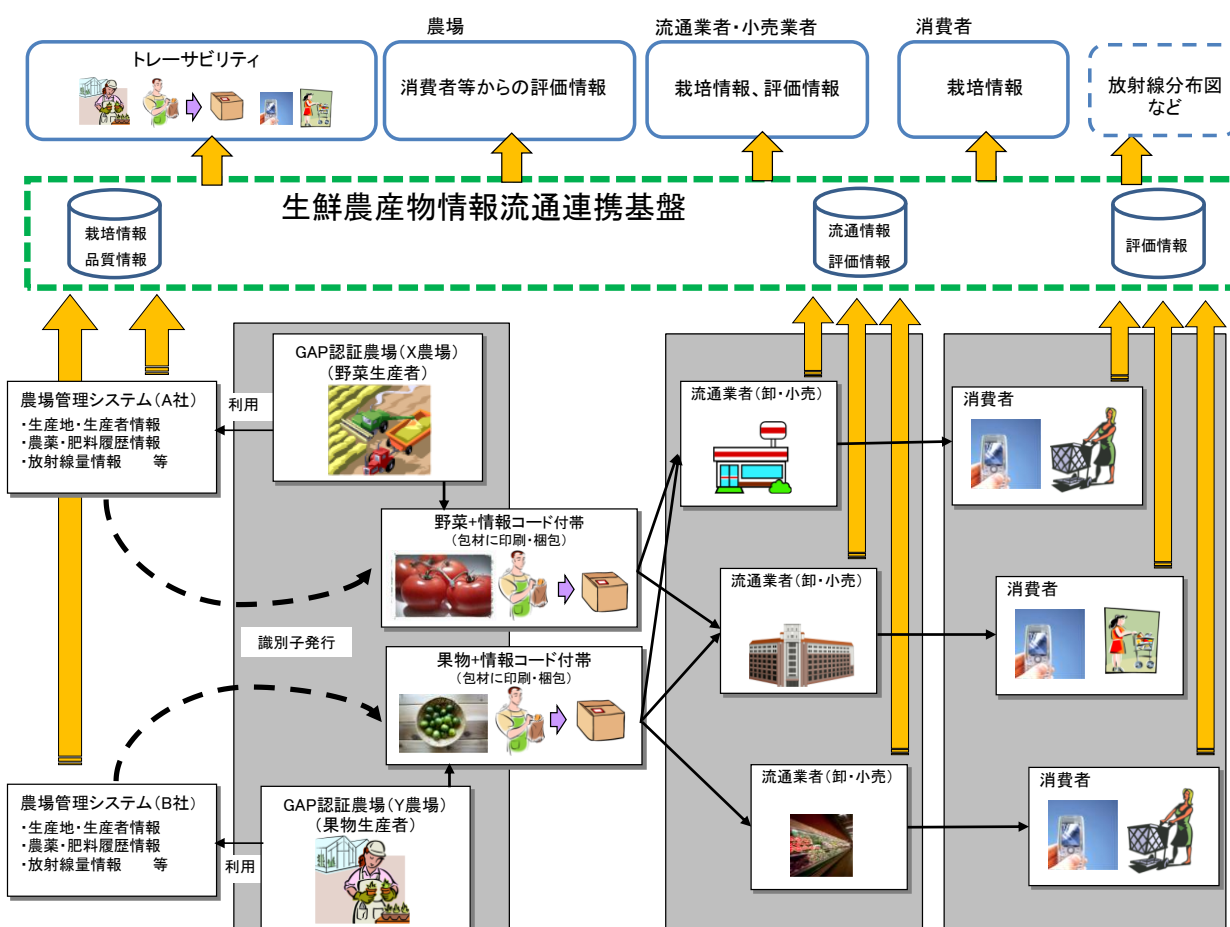 農場
流通業者・小売業者
消費者
トレーサビリティ
消費者等からの評価情報
栽培情報、評価情報
栽培情報
放射線分布図
など
生鮮農産物情報流通連携基盤
栽培情報
品質情報
流通情報
評価情報
評価情報
農場管理システム(A社)
・生産地・生産者情報
・農薬・肥料履歴情報
・放射線量情報 等
利用
GAP認証農場(X農場)
(野菜生産者)
野菜+情報コード付帯
(包材に印刷・梱包)
識別子発行
果物+情報コード付帯
(包材に印刷・梱包)
農場管理システム(B社)
・生産地・生産者情報
・農薬・肥料履歴情報
・放射線量情報 等
利用
GAP認証農場(Y農場)
(果物生産者)
流通業者(卸・小売)
流通業者(卸・小売)
流通業者(卸・小売)
消費者
消費者
消費者